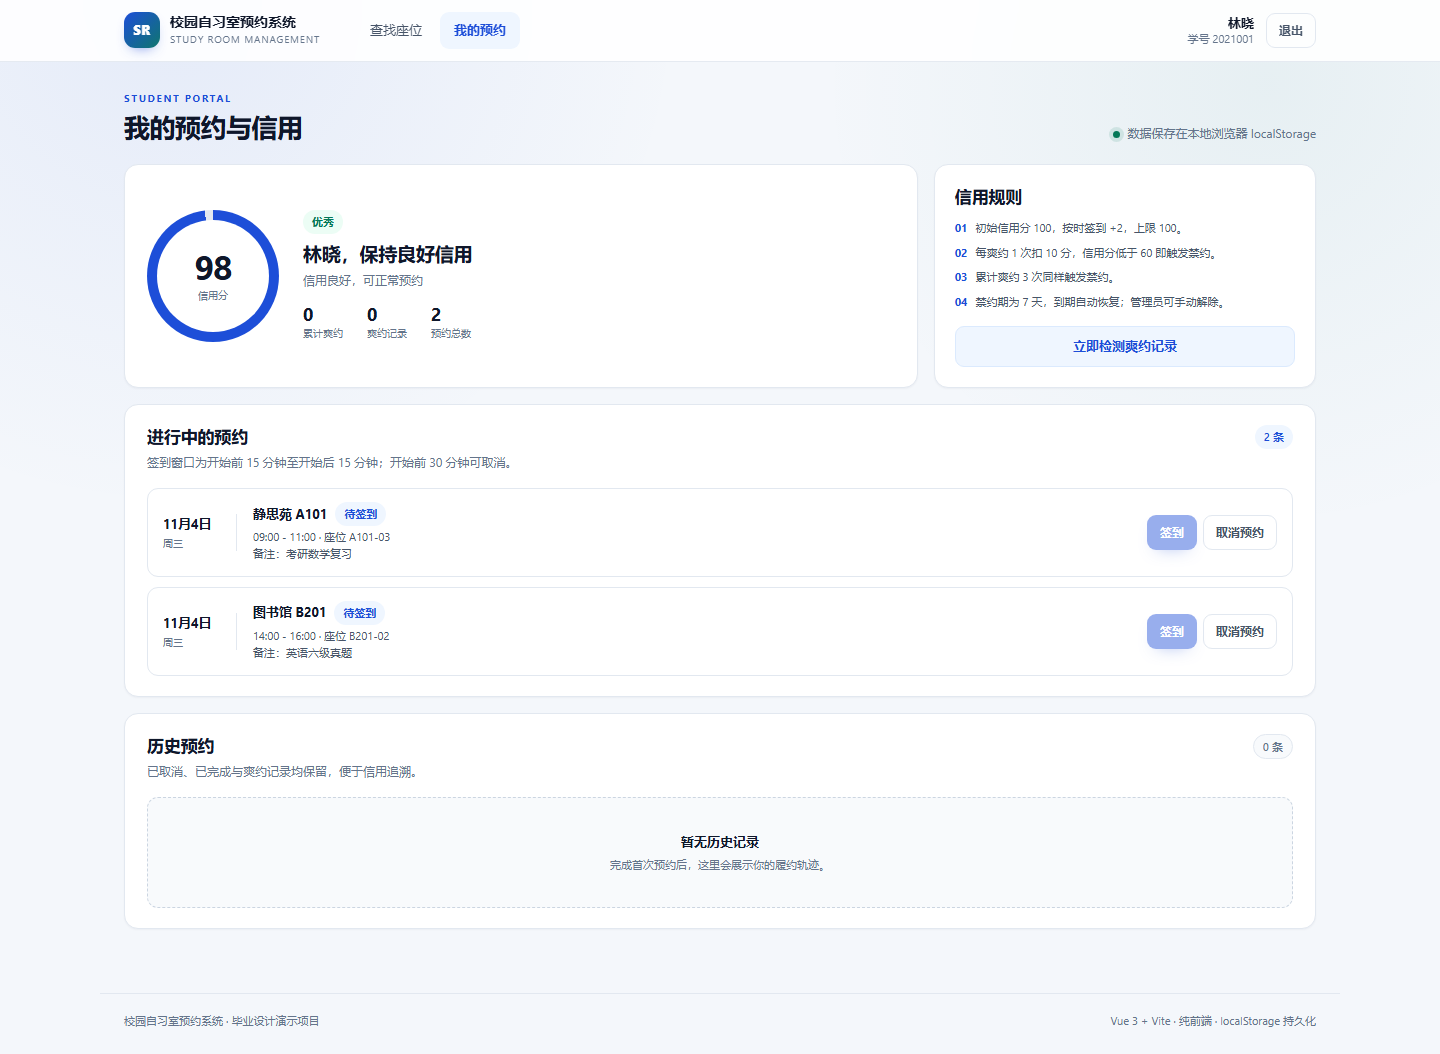 SR
校园自习室预约系统
STUDY ROOM MANAGEMENT
查找座位
我的预约
林晓
学号 2021001
退出
STUDENT PORTAL
我的预约与信用
数据保存在本地浏览器 localStorage
98
信用分
优秀
林晓，保持良好信用
信用良好，可正常预约
0
累计爽约
0
爽约记录
2
预约总数
信用规则
01 初始信用分 100，按时签到 +2，上限 100。
02 每爽约 1 次扣 10 分，信用分低于 60 即触发禁约。
03 累计爽约 3 次同样触发禁约。
04 禁约期为 7 天，到期自动恢复；管理员可手动解除。
立即检测爽约记录
进行中的预约
2 条
签到窗口为开始前 15 分钟至开始后 15 分钟；开始前 30 分钟可取消。
11月4日
周三
静思苑 A101 待签到
09:00 - 11:00 · 座位 A101-03
备注：考研数学复习
签到
取消预约
11月4日
周三
图书馆 B201 待签到
14:00 - 16:00 · 座位 B201-02
备注：英语六级真题
签到
取消预约
历史预约
0 条
已取消、已完成与爽约记录均保留，便于信用追溯。
暂无历史记录
完成首次预约后，这里会展示你的履约轨迹。
校园自习室预约系统 · 毕业设计演示项目
Vue 3 + Vite · 纯前端 · localStorage 持久化